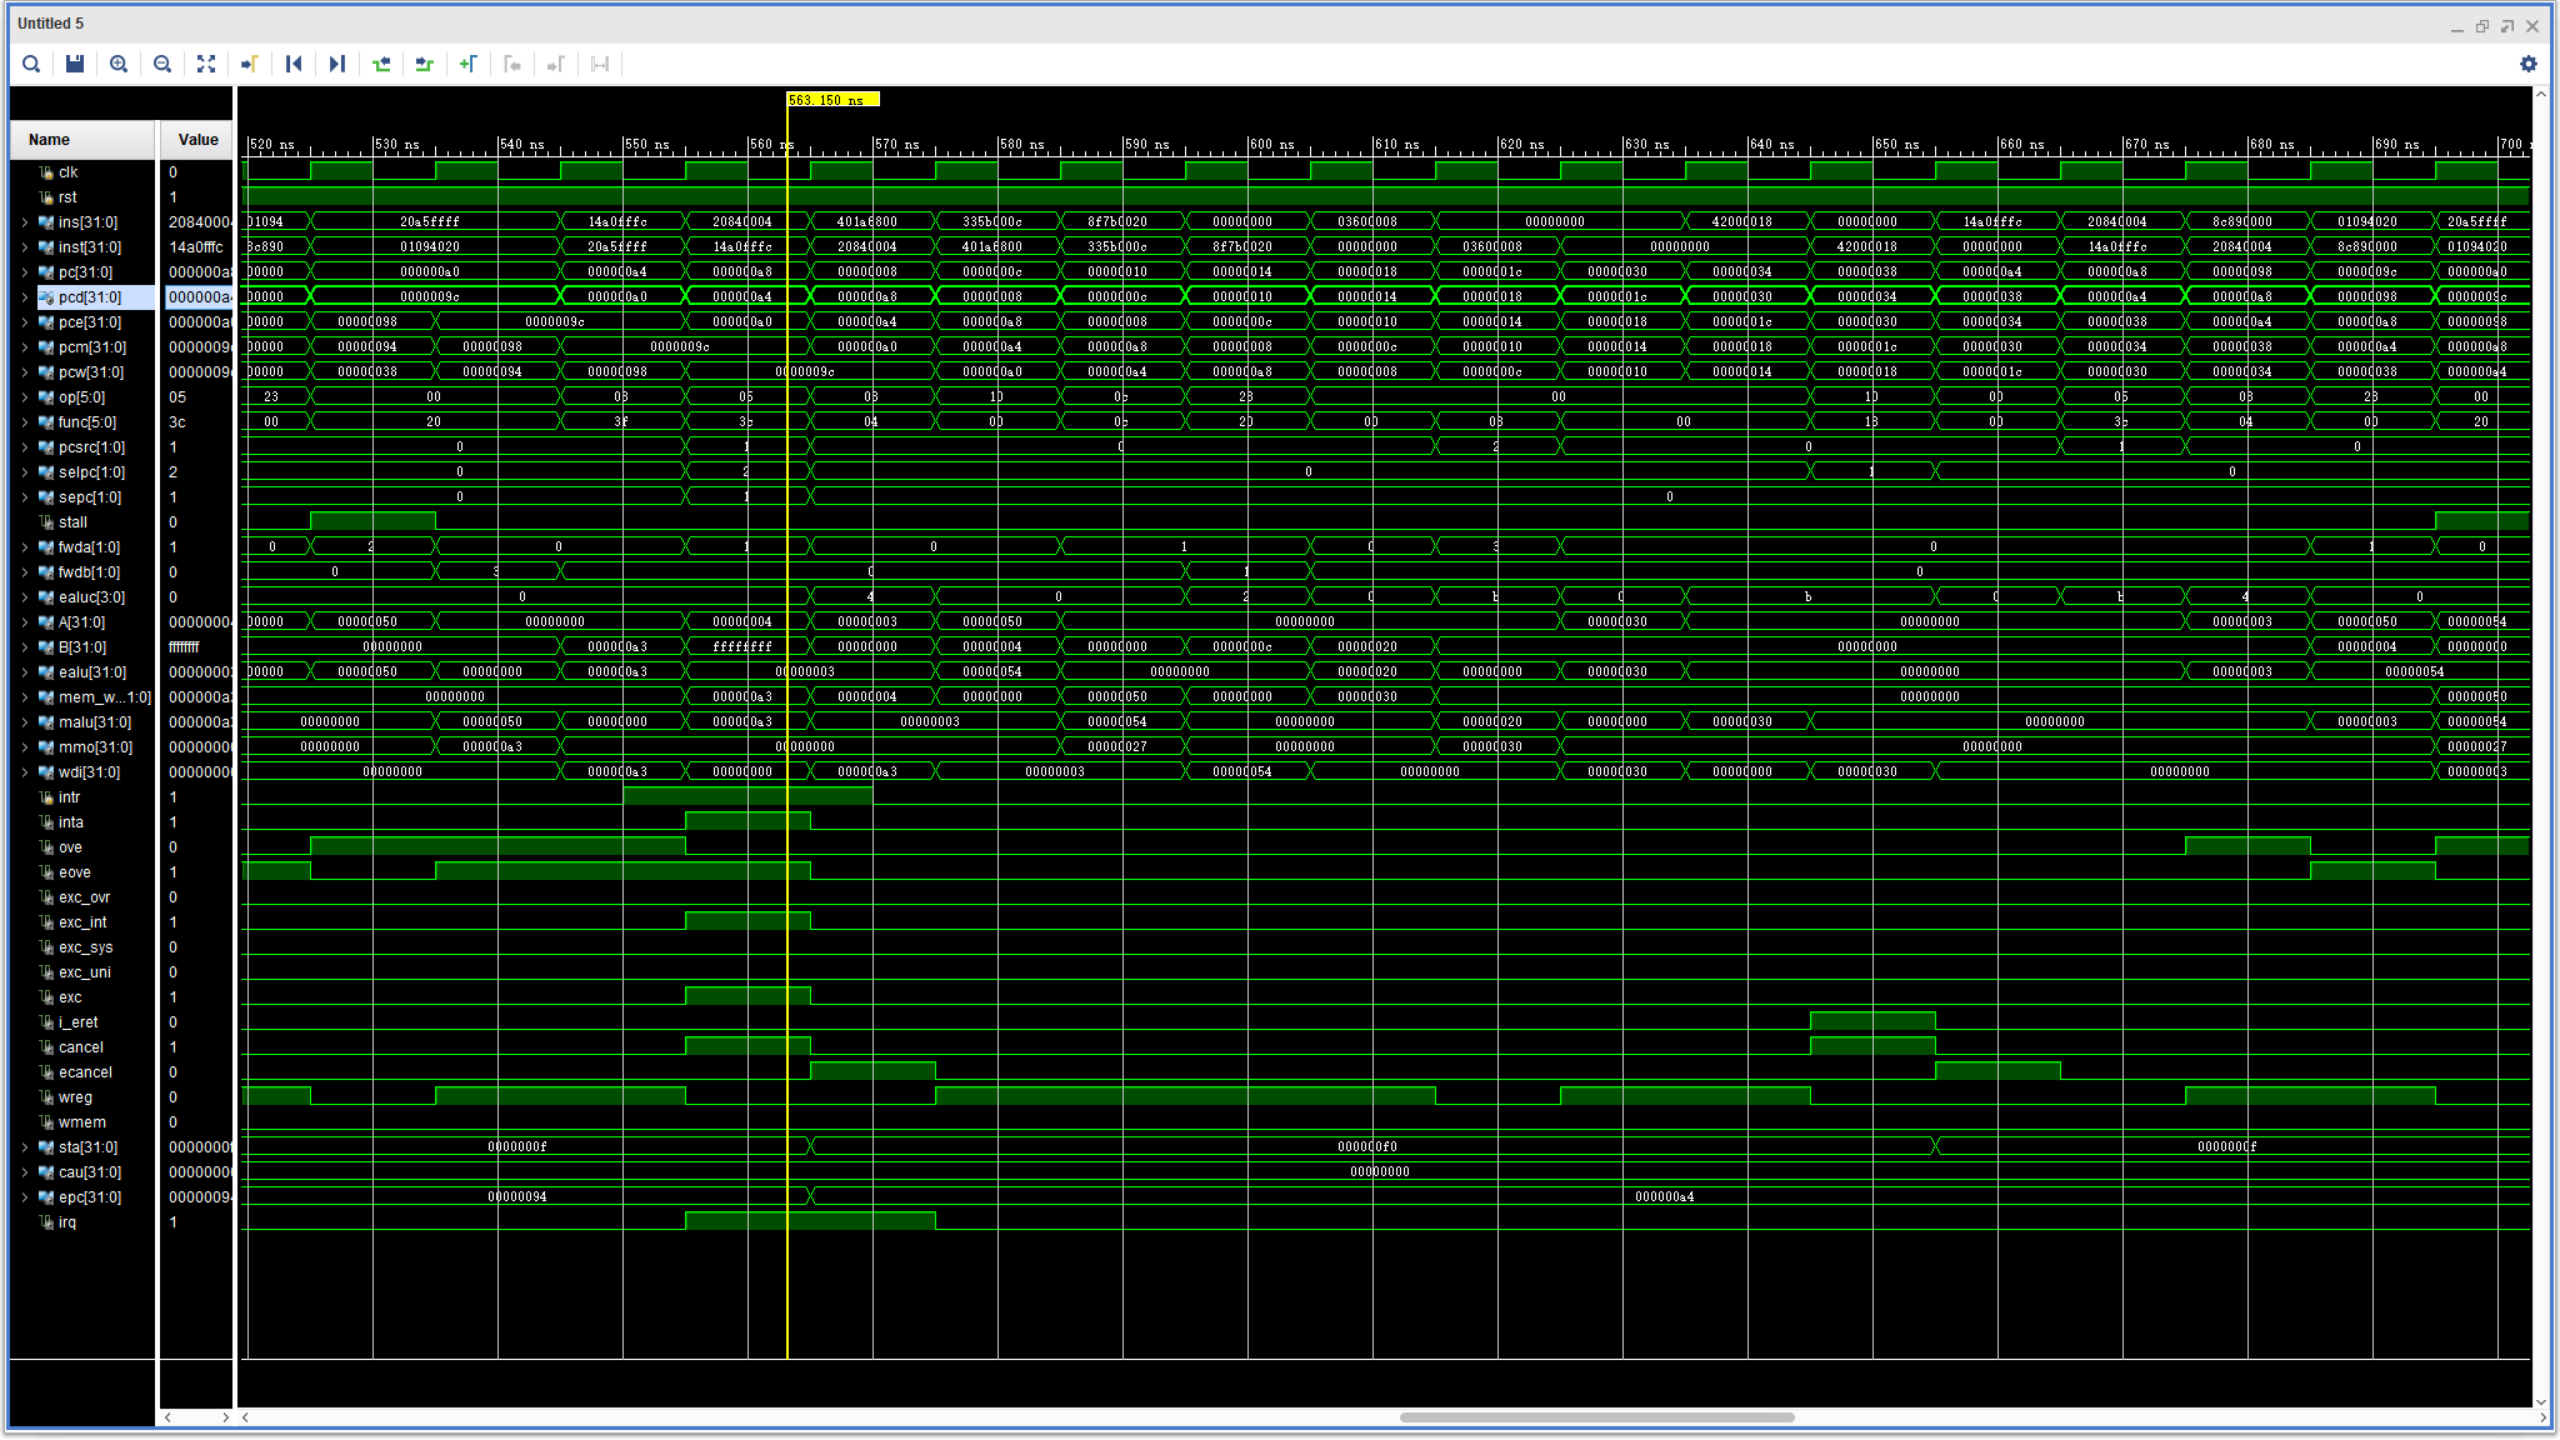 Untitled 5
563.150 ns
Name Value
520 ns 530 ns 540 ns 550 ns 560 ns 570 ns 580 ns 590 ns 600 ns 610 ns 620 ns 630 ns 640 ns 650 ns 660 ns 670 ns 680 ns 690 ns 700
clk 0
rst 1
ins[31:0] 20840004 01094 20a5ffff 14a0fffc 20840004 401a6800 335b000c 8f7b0020 00000000 03600008 00000000 42000018 00000000 14a0fffc 20840004 8c890000 01094020 20a5ffff
inst[31:0] 14a0fffc 3c890 01094020 20a5ffff 14a0fffc 20840004 401a6800 335b000c 8f7b0020 00000000 03600008 00000000 42000018 00000000 14a0fffc 20840004 8c890000 01094020
pc[31:0] 000000a8 00000 000000a0 000000a4 000000a8 00000008 0000000c 00000010 00000014 00000018 0000001c 00000030 00000034 00000038 000000a4 000000a8 00000098 0000009c 000000a0
pcd[31:0] 000000a4 00000 0000009c 000000a0 000000a4 000000a8 00000008 0000000c 00000010 00000014 00000018 0000001c 00000030 00000034 00000038 000000a4 000000a8 00000098 0000009c
pce[31:0] 000000a0 00000 00000098 0000009c 000000a0 000000a4 000000a8 00000008 0000000c 00000010 00000014 00000018 0000001c 00000030 00000034 00000038 000000a4 000000a8 00000098
pcm[31:0] 0000009c 00000 00000094 00000098 0000009c 000000a0 000000a4 000000a8 00000008 0000000c 00000010 00000014 00000018 0000001c 00000030 00000034 00000038 000000a4 000000a8
pcw[31:0] 0000009c 00000 00000038 00000094 00000098 0000009c 000000a0 000000a4 000000a8 00000008 0000000c 00000010 00000014 00000018 0000001c 00000030 00000034 00000038 000000a4
op[5:0] 05 23 00 08 05 08 10 0c 23 00 10 00 05 08 23 00
func[5:0] 3c 00 20 3f 3c 04 00 0c 20 00 08 00 18 00 3c 04 00 20
pcsrc[1:0] 1 0 1 0 2 0 1 0
selpc[1:0] 2 0 2 0 1 0
sepc[1:0] 1 0 1 0
stall 0
fwda[1:0] 1 0 2 0 1 0 1 0 3 0 1 0
fwdb[1:0] 0 0 3 0 1 0
ealuc[3:0] 0 0 4 0 2 0 b 0 b 0 b 4 0
A[31:0] 00000004 00000 00000050 00000000 00000004 00000003 00000050 00000000 00000030 00000000 00000003 00000050 00000054
B[31:0] ffffffff 00000000 000000a3 ffffffff 00000000 00000004 00000000 0000000c 00000020 00000000 00000004 00000000
ealu[31:0] 00000003 00000 00000050 00000000 000000a3 00000003 00000054 00000000 00000020 00000000 00000030 00000000 00000003 00000054
mem_w...1:0] 000000a3 00000000 000000a3 00000004 00000000 00000050 00000000 00000030 00000000 00000050
malu[31:0] 000000a3 00000000 00000050 00000000 000000a3 00000003 00000054 00000000 00000020 00000000 00000030 00000000 00000003 00000054
mmo[31:0] 00000000 00000000 000000a3 00000000 00000027 00000000 00000030 00000000 00000027
wdi[31:0] 00000000 00000000 000000a3 00000000 000000a3 00000003 00000054 00000000 00000030 00000000 00000030 00000000 00000003
intr 1
inta 1
ove 0
eove 1
exc_ovr 0
exc_int 1
exc_sys 0
exc_uni 0
exc 1
i_eret 0
cancel 1
ecancel 0
wreg 0
wmem 0
sta[31:0] 0000000f 0000000f 000000f0 0000000f
cau[31:0] 00000000 00000000
epc[31:0] 00000094 00000094 000000a4
irq 1